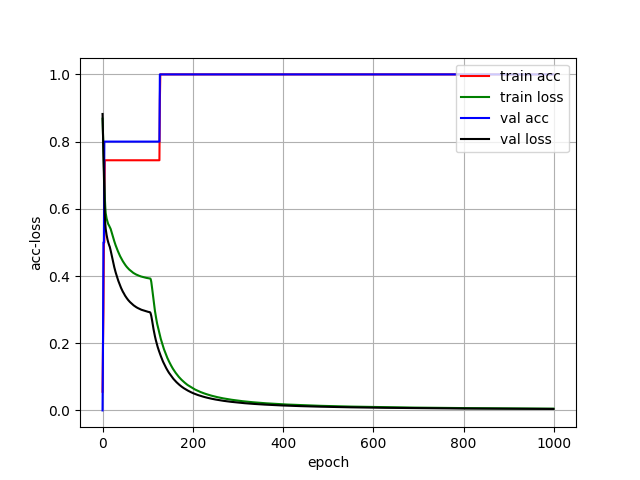 1.0
0.8
0.6
0.4
0.2
0.0
acc-loss
train acc
train loss
val acc
val loss
0 200 400 600 800 1000
epoch